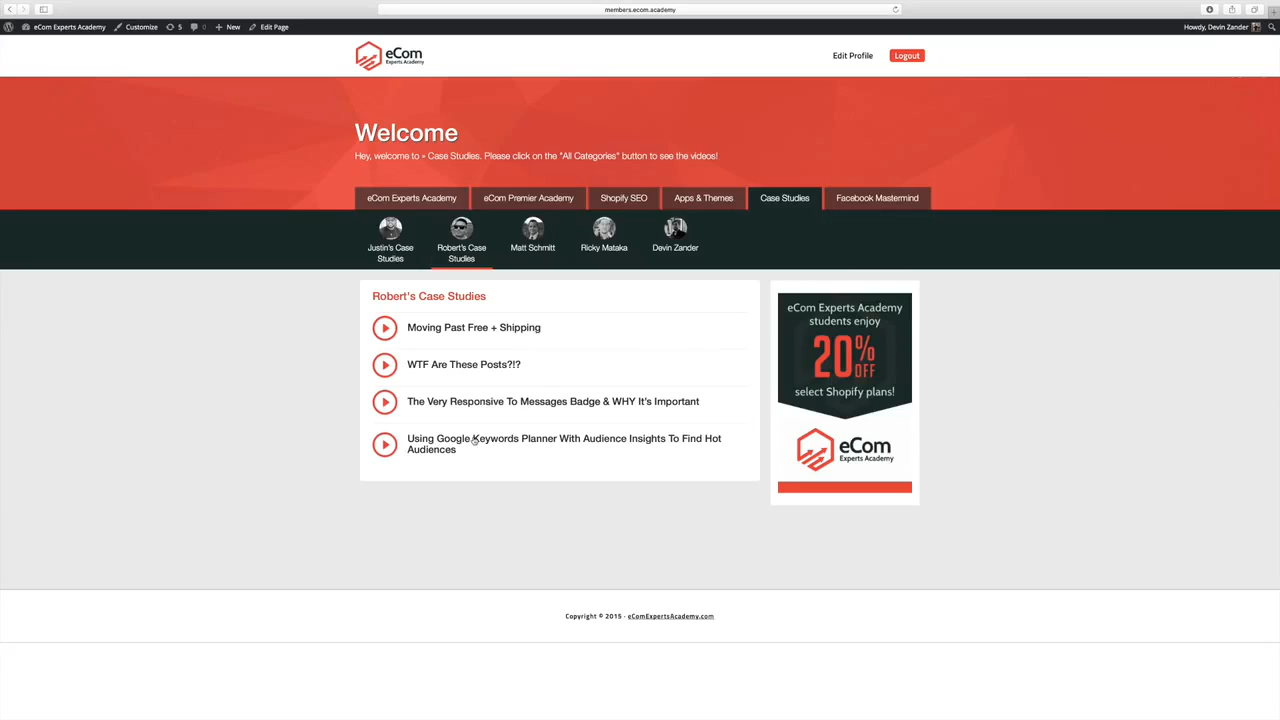 members.ecom.academy
eCom Experts Academy Customize 5 0 New Edit Page Howdy, Devin Zander
eCom
Experts Academy
Edit Profile Logout
Welcome
Hey, welcome to » Case Studies. Please click on the "All Categories" button to see the videos!
eCom Experts Academy eCom Premier Academy Shopify SEO Apps & Themes Case Studies Facebook Mastermind
Justin's Case
Studies
Robert's Case
Studies
Matt Schmitt
Ricky Mataka
Devin Zander
Robert's Case Studies
Moving Past Free + Shipping
WTF Are These Posts?!?
The Very Responsive To Messages Badge & WHY It's Important
Using Google Keywords Planner With Audience Insights To Find Hot
Audiences
eCom Experts Academy
students enjoy
20% OFF
select Shopify plans!
eCom
Experts Academy
Copyright © 2015 - eComExpertsAcademy.com